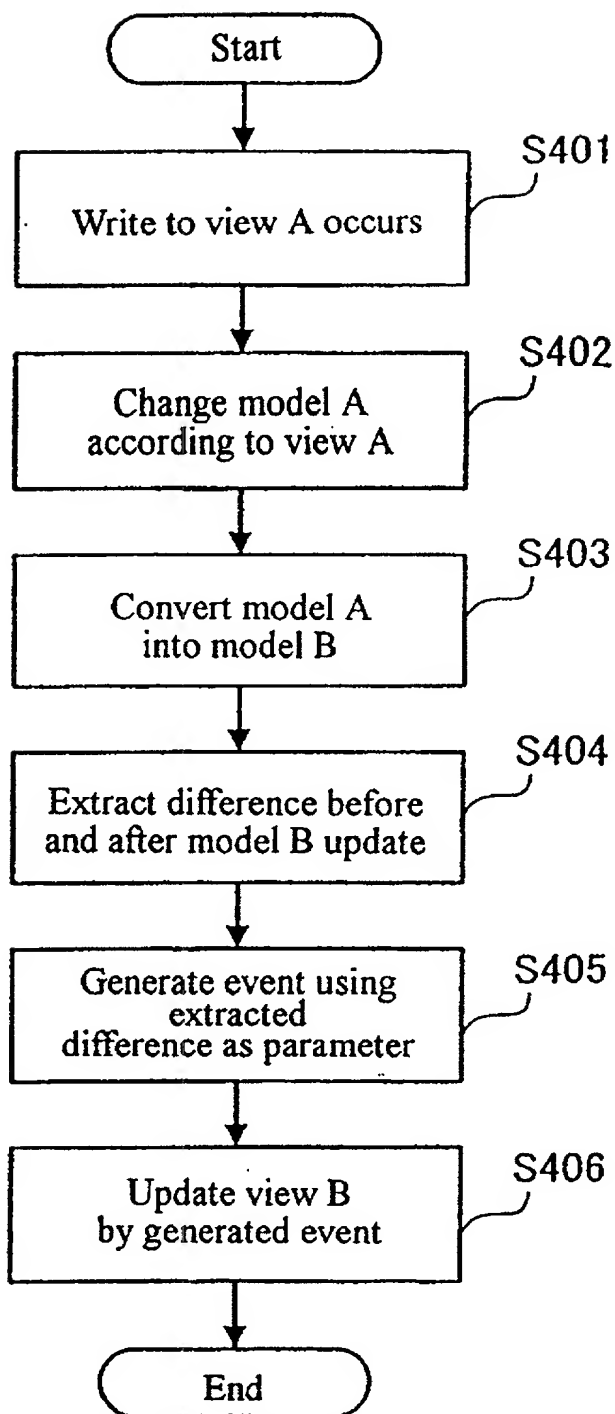 Start
S401
Write to view A occurs
S402
Change model A
according to view A
S403
Convert model A
into model B
S404
Extract difference before
and after model B update
S405
Generate event using
extracted
difference as parameter
S406
Update view B
by generated event
End